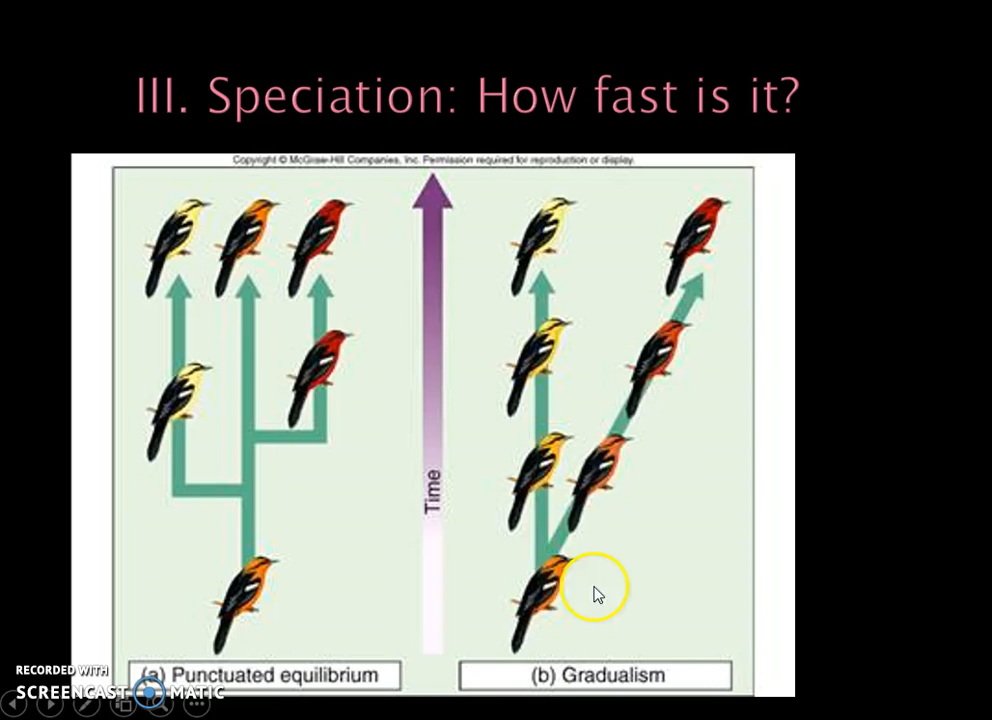 III. Speciation: How fast is it?
Copyright © McGraw-Hill Companies, Inc. Permission required for reproduction or display.
Time
(a) Punctuated equilibrium
(b) Gradualism
RECORDED WITH
SCREENCAST MATIC